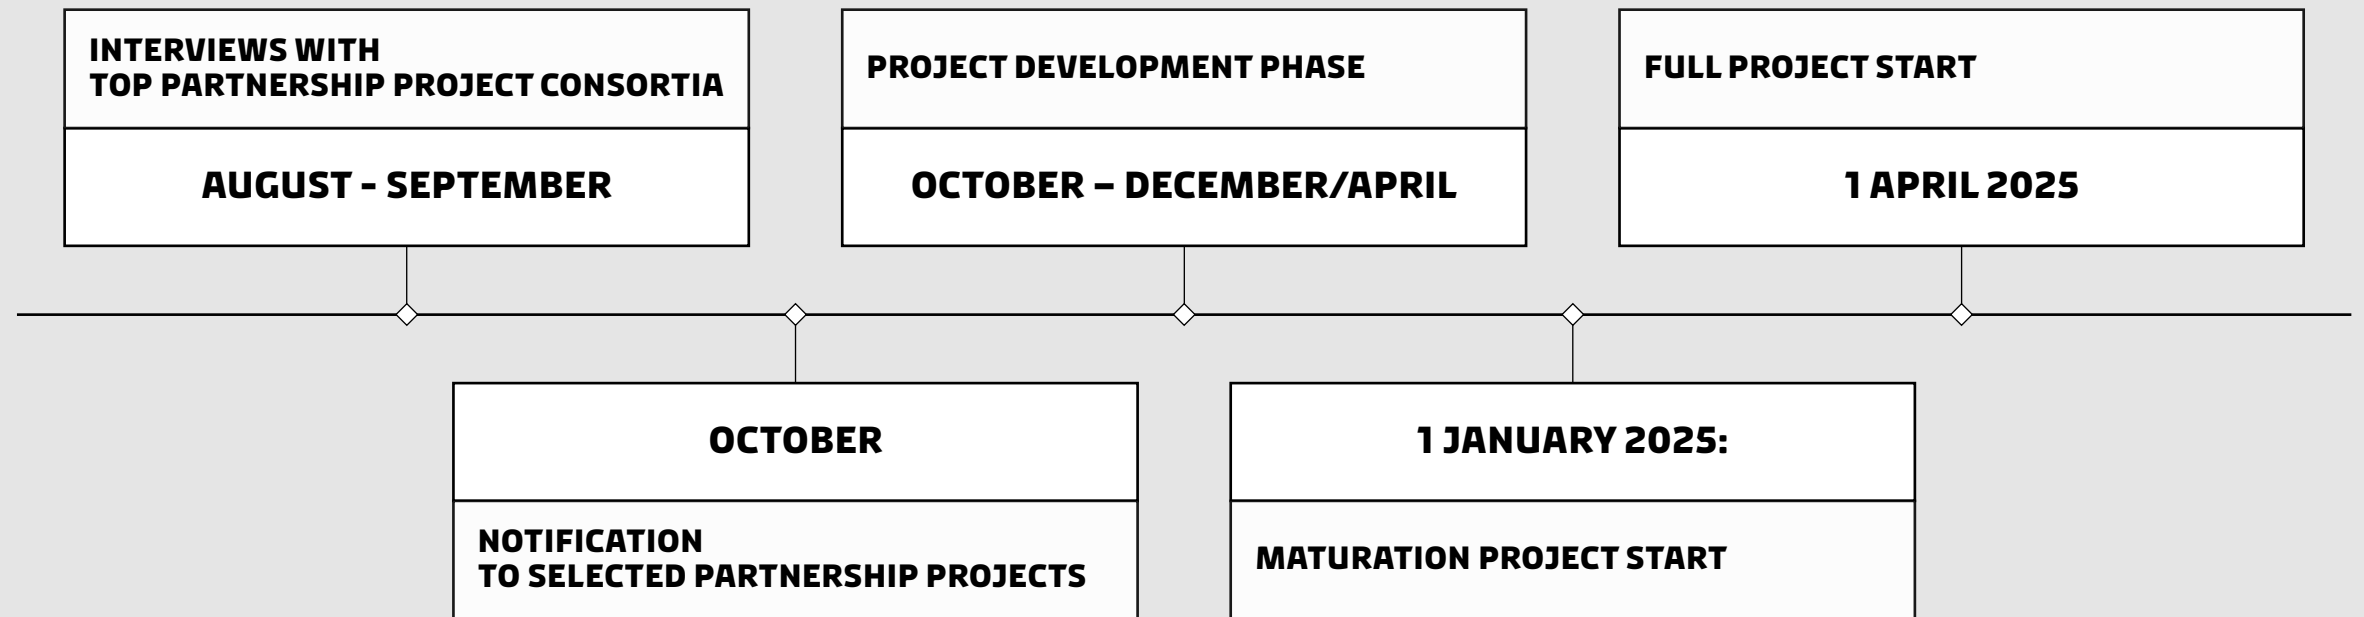 INTERVIEWS WITH
TOP PARTNERSHIP PROJECT CONSORTIA
AUGUST - SEPTEMBER
PROJECT DEVELOPMENT PHASE
OCTOBER – DECEMBER/APRIL
FULL PROJECT START
1 APRIL 2025
OCTOBER
NOTIFICATION
TO SELECTED PARTNERSHIP PROJECTS
1 JANUARY 2025:
MATURATION PROJECT START